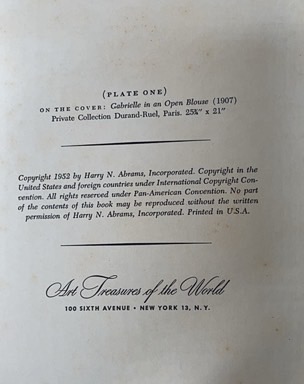 (PLATE ONE)
ON THE COVER: Gabrielle in an Open Blouse (1907)
Private Collection Durand-Ruel, Paris. 25⅝" x 21"
Copyright 1952 by Harry N. Abrams, Incorporated. Copyright in the
United States and foreign countries under International Copyright Con-
vention. All rights reserved under Pan-American Convention. No part
of the contents of this book may be reproduced without the written
permission of Harry N. Abrams, Incorporated. Printed in U.S.A.
Art Treasures of the World
100 SIXTH AVENUE • NEW YORK 13, N.Y.